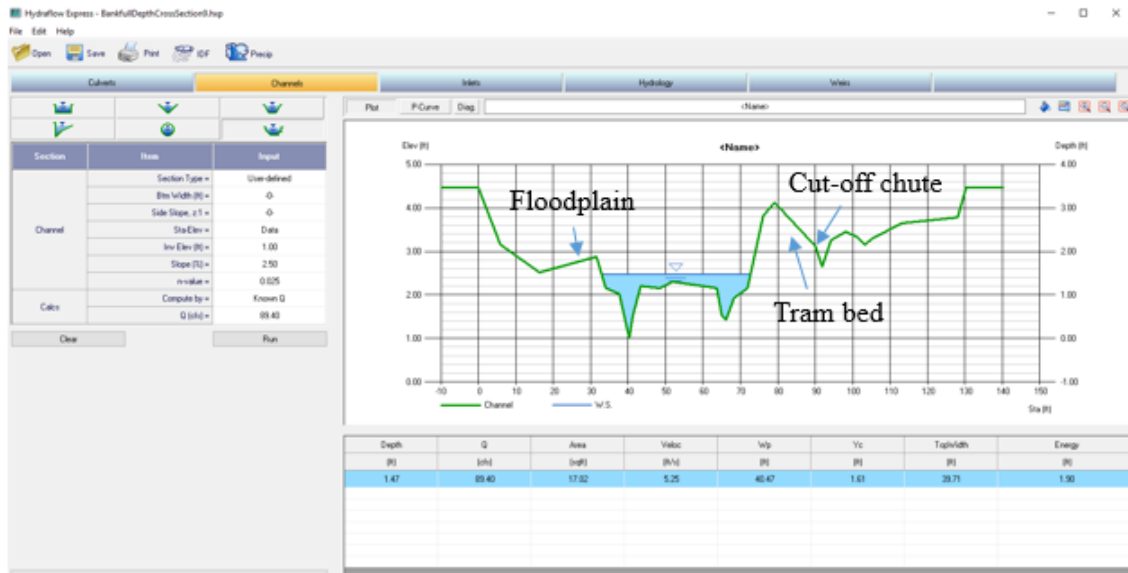 Hydraflow Express - BankfullDepthCrossSection9.hxp
File Edit Help
Open Save Print IDF Precip
Culverts Channels Inlets Hydrology Weirs
Plot P-Curve Diag. <Name>
Section Item Input
Section Type = User-defined
Btm Width (ft) = -0-
Side Slope, z:1 = -0-
Channel Sta-Elev = Data
Inv Elev (ft) = 1.00
Slope (%) = 2.50
n-value = 0.025
Calcs Compute by = Known Q
Q (cfs) = 89.40
Clear Run
Elev (ft) <Name> Depth (ft)
5.00 4.00
Cut-off chute
Floodplain
4.00 3.00
3.00 2.00
Tram bed
2.00 1.00
1.00 0.00
0.00 -1.00
-10 0 10 20 30 40 50 60 70 80 90 100 110 120 130 140 150
Channel W.S. Sta (ft)
Depth Q Area Veloc Wp Yc TopWidth Energy
(ft) (cfs) (sqft) (ft/s) (ft) (ft) (ft) (ft)
1.47 89.40 17.02 5.25 40.47 1.61 39.71 1.90